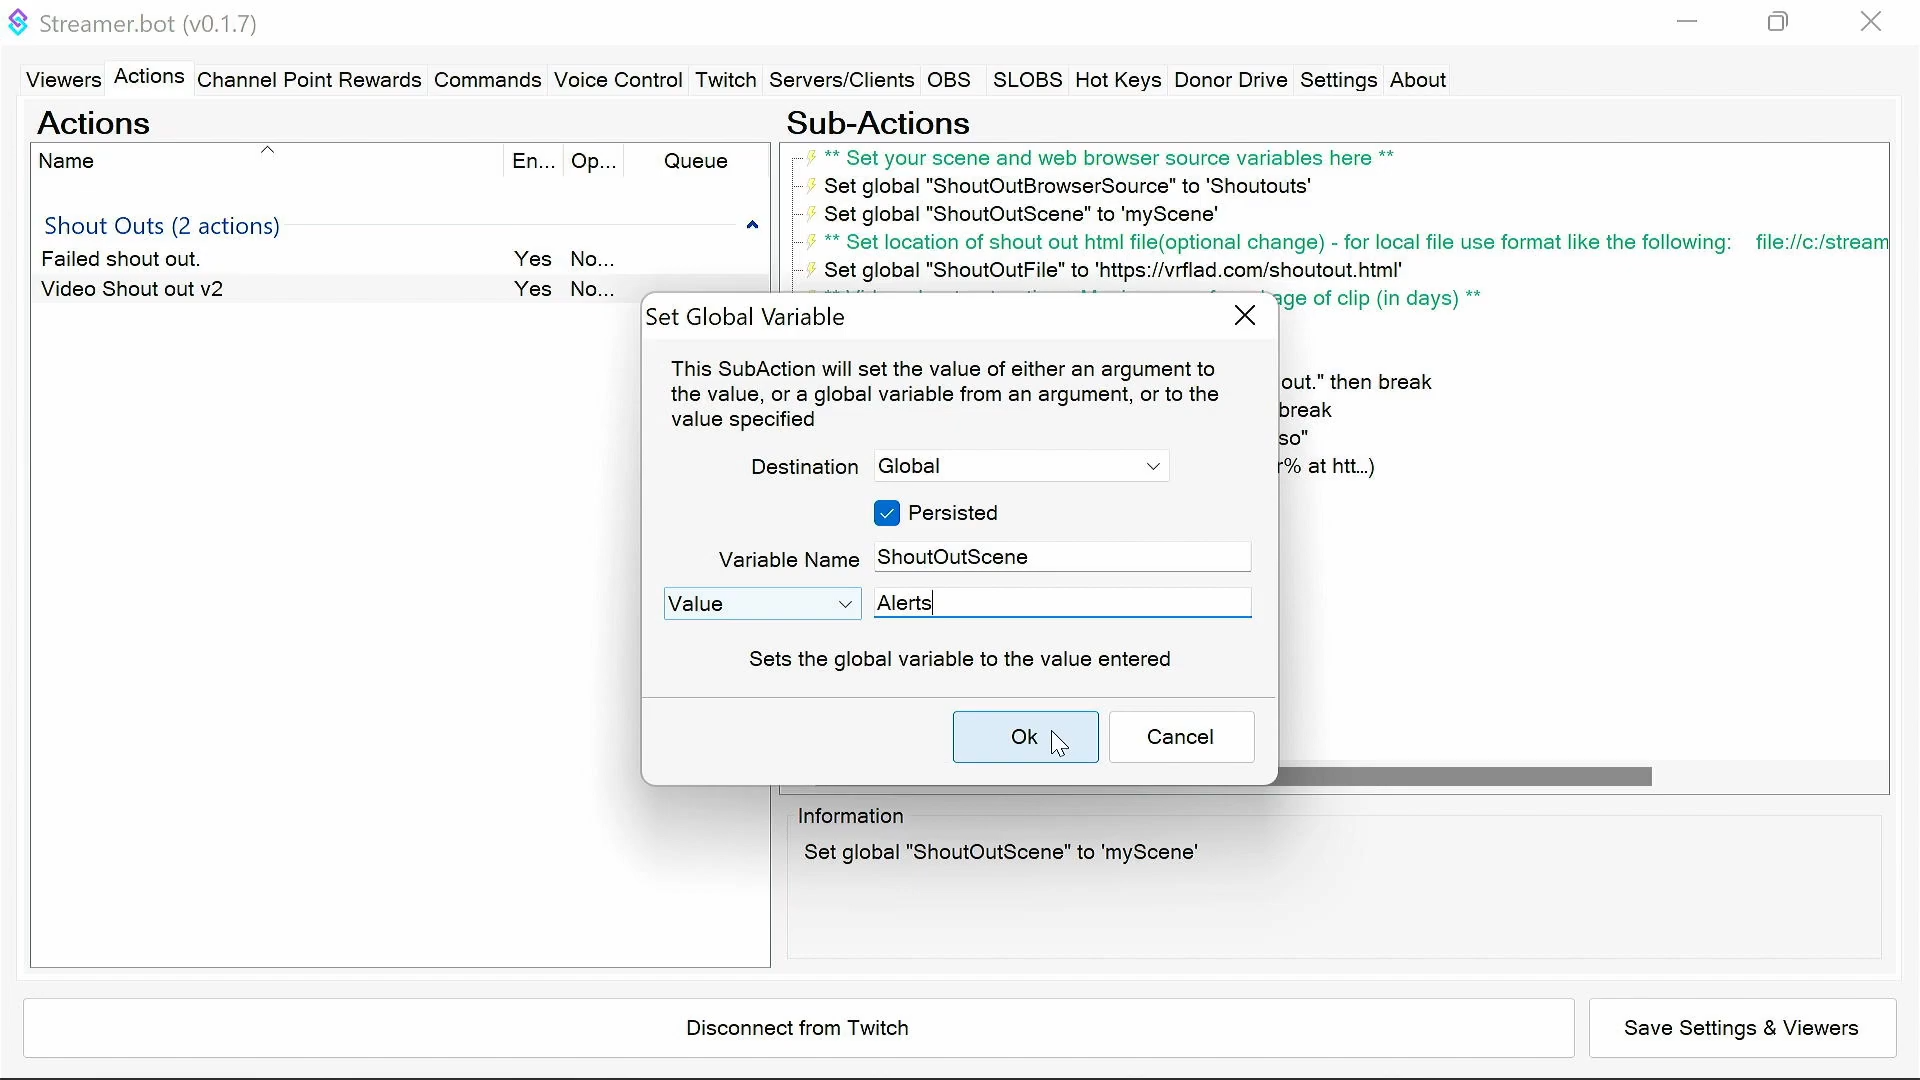 Streamer.bot (v0.1.7)
Viewers Actions Channel Point Rewards Commands Voice Control Twitch Servers/Clients OBS SLOBS Hot Keys Donor Drive Settings About
Actions
Name En... Op... Queue
Shout Outs (2 actions)
Failed shout out. Yes No...
Video Shout out v2 Yes No...
Sub-Actions
** Set your scene and web browser source variables here **
Set global "ShoutOutBrowserSource" to 'Shoutouts'
Set global "ShoutOutScene" to 'myScene'
** Set location of shout out html file(optional change) - for local file use format like the following: file://c:/stream
Set global "ShoutOutFile" to 'https://vrflad.com/shoutout.html'
age of clip (in days) **
out." then break
break
so"
r% at htt...)
Set Global Variable
This SubAction will set the value of either an argument to
the value, or a global variable from an argument, or to the
value specified
Destination Global
Persisted
Variable Name ShoutOutScene
Value Alerts
Sets the global variable to the value entered
Ok Cancel
Information
Set global "ShoutOutScene" to 'myScene'
Disconnect from Twitch Save Settings & Viewers